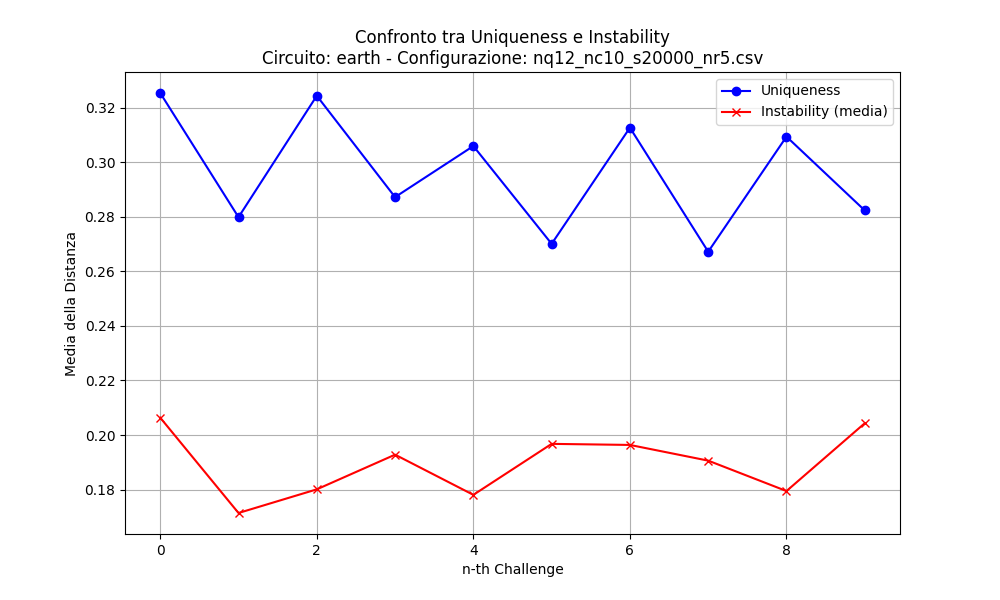 Confronto tra Uniqueness e Instability
Circuito: earth - Configurazione: nq12_nc10_s20000_nr5.csv
Uniqueness
Instability (media)
Media della Distanza
0.32
0.30
0.28
0.26
0.24
0.22
0.20
0.18
0
2
4
6
8
n-th Challenge